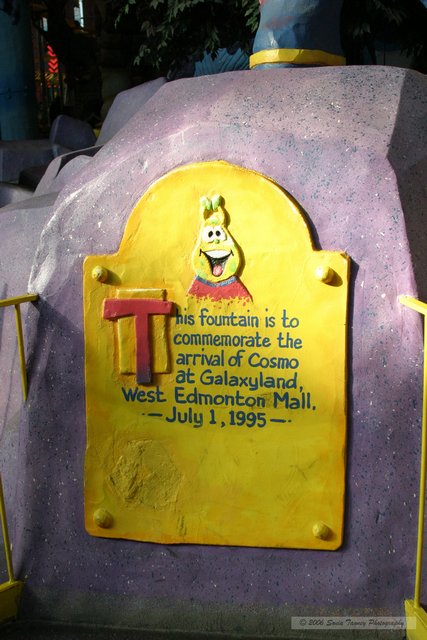 This fountain is to
commemorate the
arrival of Cosmo
at Galaxyland,
West Edmonton Mall.
— July 1, 1995 —
© 2006 Sonia Tawney Photography